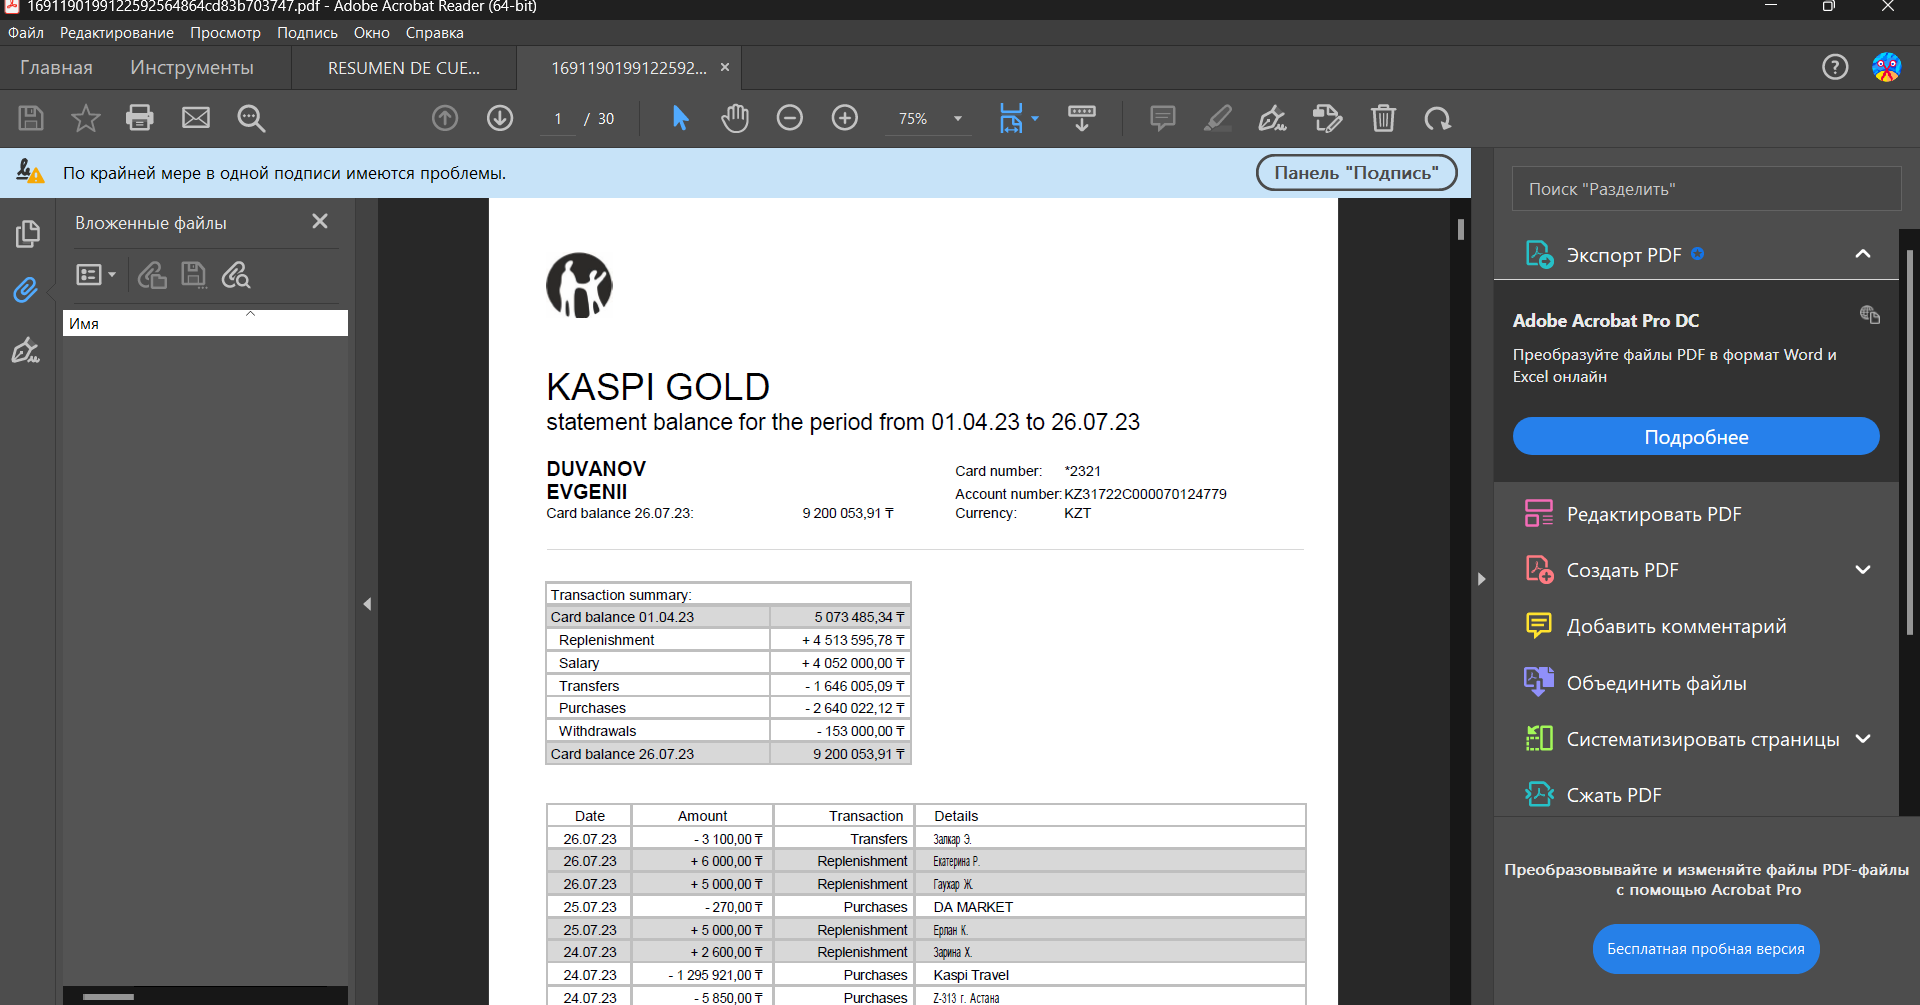 1691190199122592564864cd83b703747.pdf - Adobe Acrobat Reader (64-bit)
Файл Редактирование Просмотр Подпись Окно Справка
Главная Инструменты RESUMEN DE CUE... 1691190199122592... ×
1 / 30 75%
По крайней мере в одной подписи имеются проблемы. Панель "Подпись"
Вложенные файлы
Имя
KASPI GOLD
statement balance for the period from 01.04.23 to 26.07.23
DUVANOV
EVGENII
Card balance 26.07.23: 9 200 053,91 ₸
Card number: *2321
Account number: KZ31722C000070124779
Currency: KZT
Transaction summary:
Card balance 01.04.23 5 073 485,34 ₸
Replenishment + 4 513 595,78 ₸
Salary + 4 052 000,00 ₸
Transfers - 1 646 005,09 ₸
Purchases - 2 640 022,12 ₸
Withdrawals - 153 000,00 ₸
Card balance 26.07.23 9 200 053,91 ₸
Date Amount Transaction Details
26.07.23 - 3 100,00 ₸ Transfers Залкар Э.
26.07.23 + 6 000,00 ₸ Replenishment Екатерина Р.
26.07.23 + 5 000,00 ₸ Replenishment Гаухар Ж.
25.07.23 - 270,00 ₸ Purchases DA MARKET
25.07.23 + 5 000,00 ₸ Replenishment Ерлан К.
24.07.23 + 2 600,00 ₸ Replenishment Зарина Х.
24.07.23 - 1 295 921,00 ₸ Purchases Kaspi Travel
24.07.23 - 5 850,00 ₸ Purchases Z-313 г. Астана
Поиск "Разделить"
Экспорт PDF
Adobe Acrobat Pro DC
Преобразуйте файлы PDF в формат Word и
Excel онлайн
Подробнее
Редактировать PDF
Создать PDF
Добавить комментарий
Объединить файлы
Систематизировать страницы
Сжать PDF
Преобразовывайте и изменяйте файлы PDF-файлы
с помощью Acrobat Pro
Бесплатная пробная версия